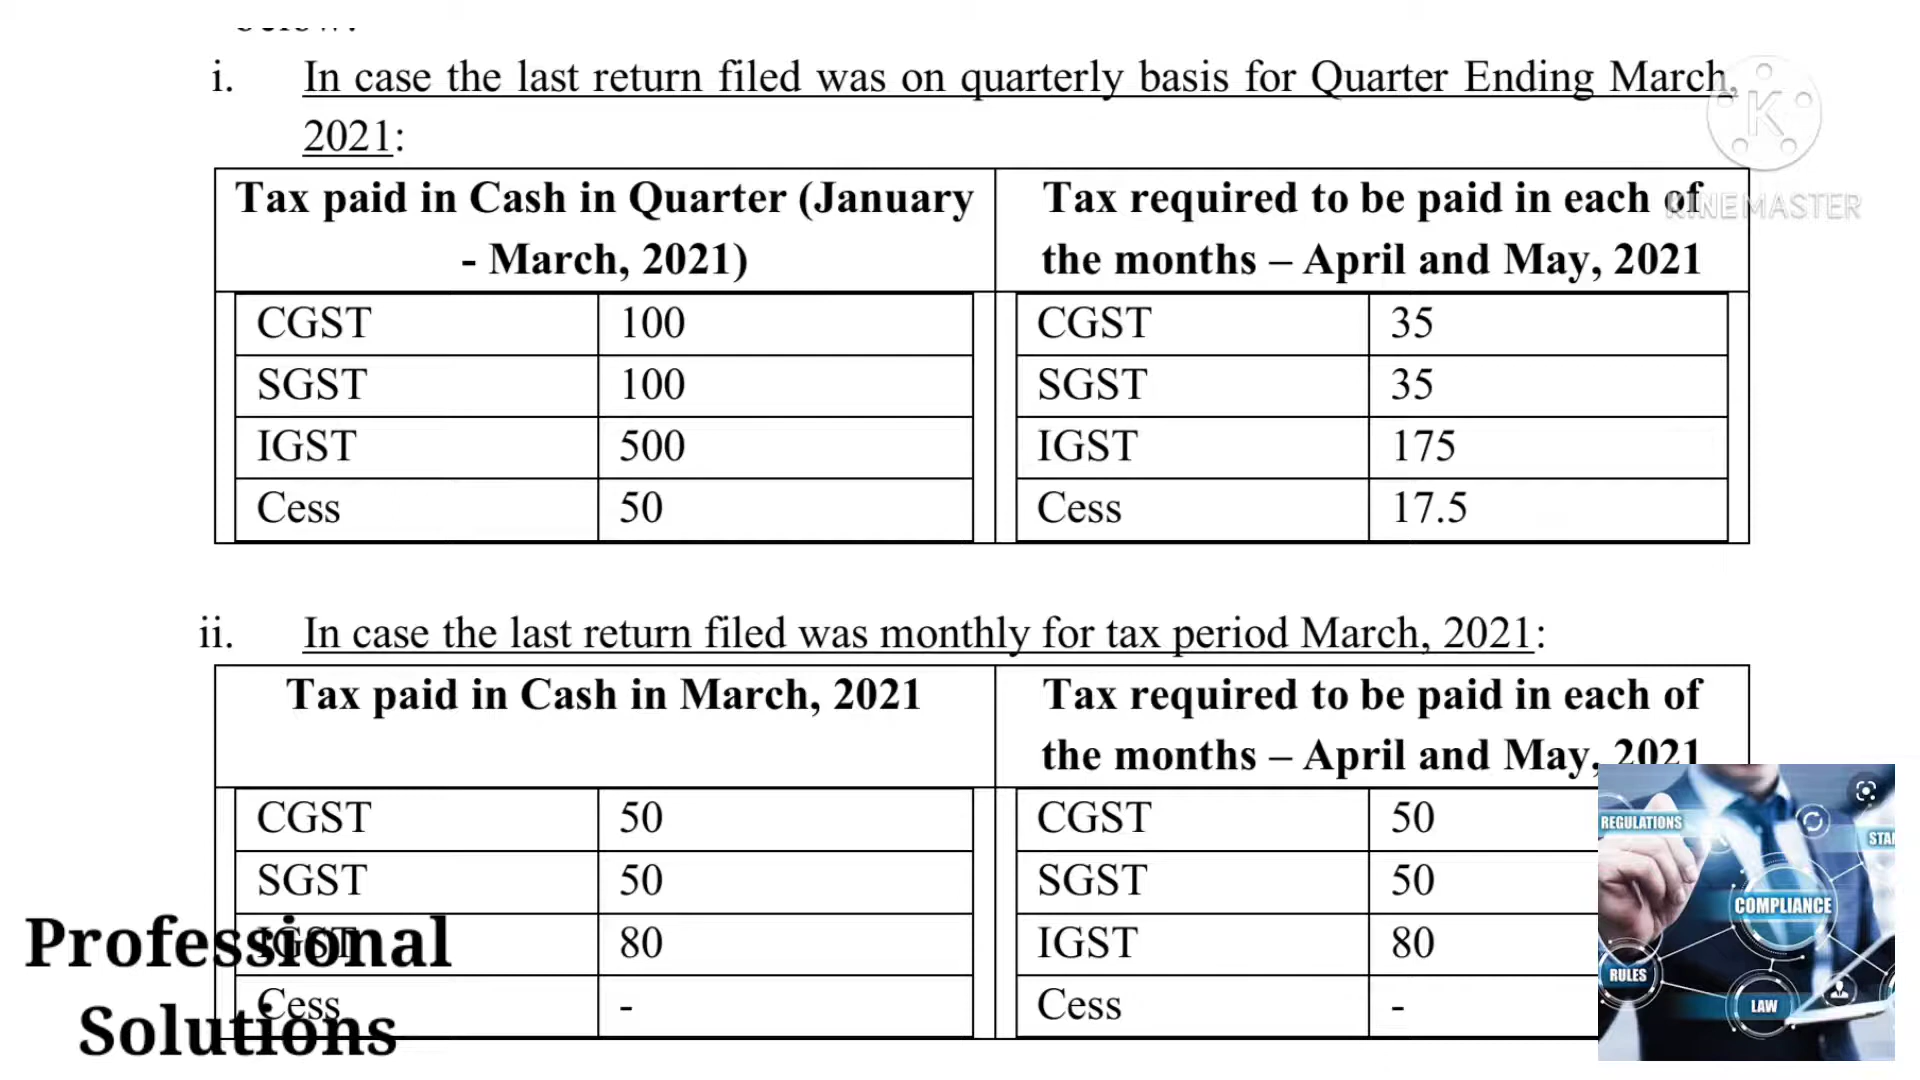 i. In case the last return filed was on quarterly basis for Quarter Ending March,
2021:
Tax paid in Cash in Quarter (January
- March, 2021)
Tax required to be paid in each of
the months – April and May, 2021
CGST 100 CGST 35
SGST 100 SGST 35
IGST 500 IGST 175
Cess 50 Cess 17.5
ii. In case the last return filed was monthly for tax period March, 2021:
Tax paid in Cash in March, 2021
Tax required to be paid in each of
the months – April and May, 2021
CGST 50 CGST 50
SGST 50 SGST 50
IGST 80 IGST 80
Cess - Cess -
Professional
Solutions
K
KINEMASTER
REGULATIONS
COMPLIANCE
RULES
LAW